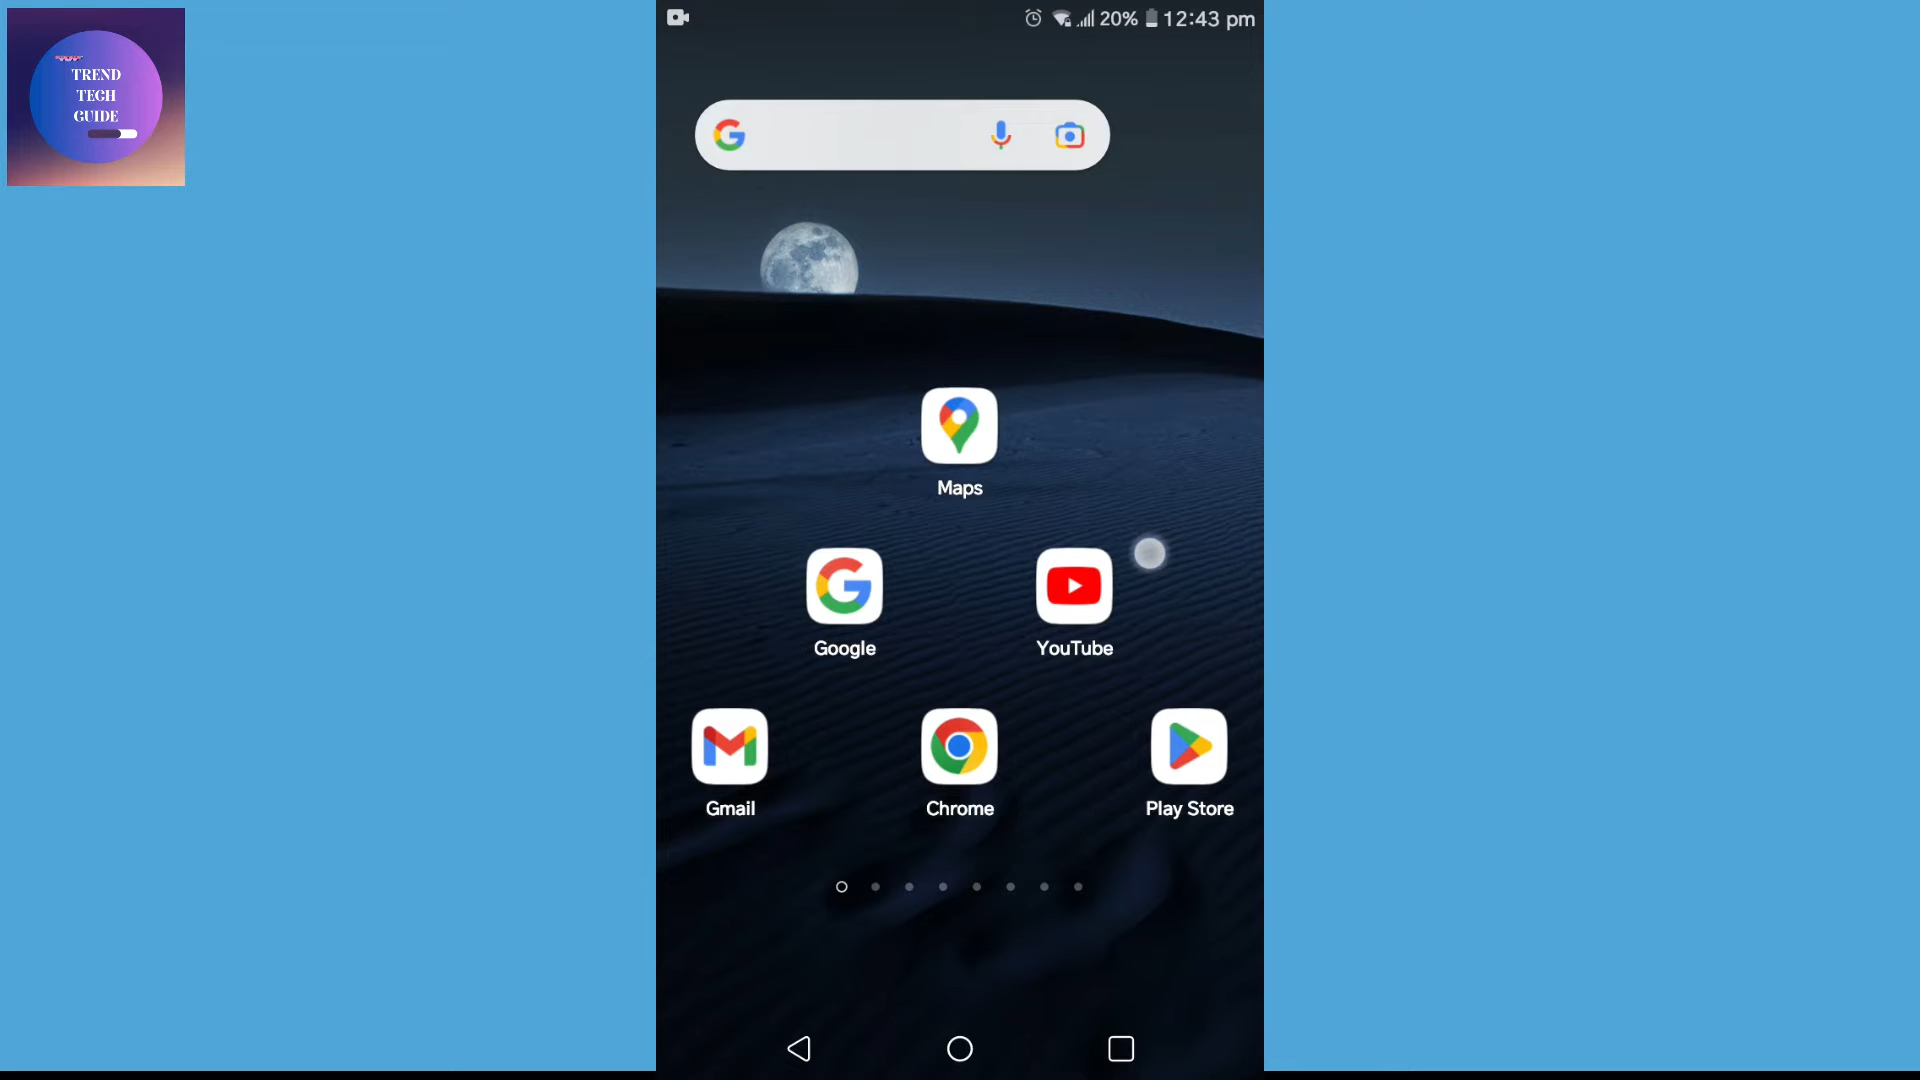 TREND
TECH
GUIDE
20% 12:43 pm
Maps
Google
YouTube
Gmail
Chrome
Play Store